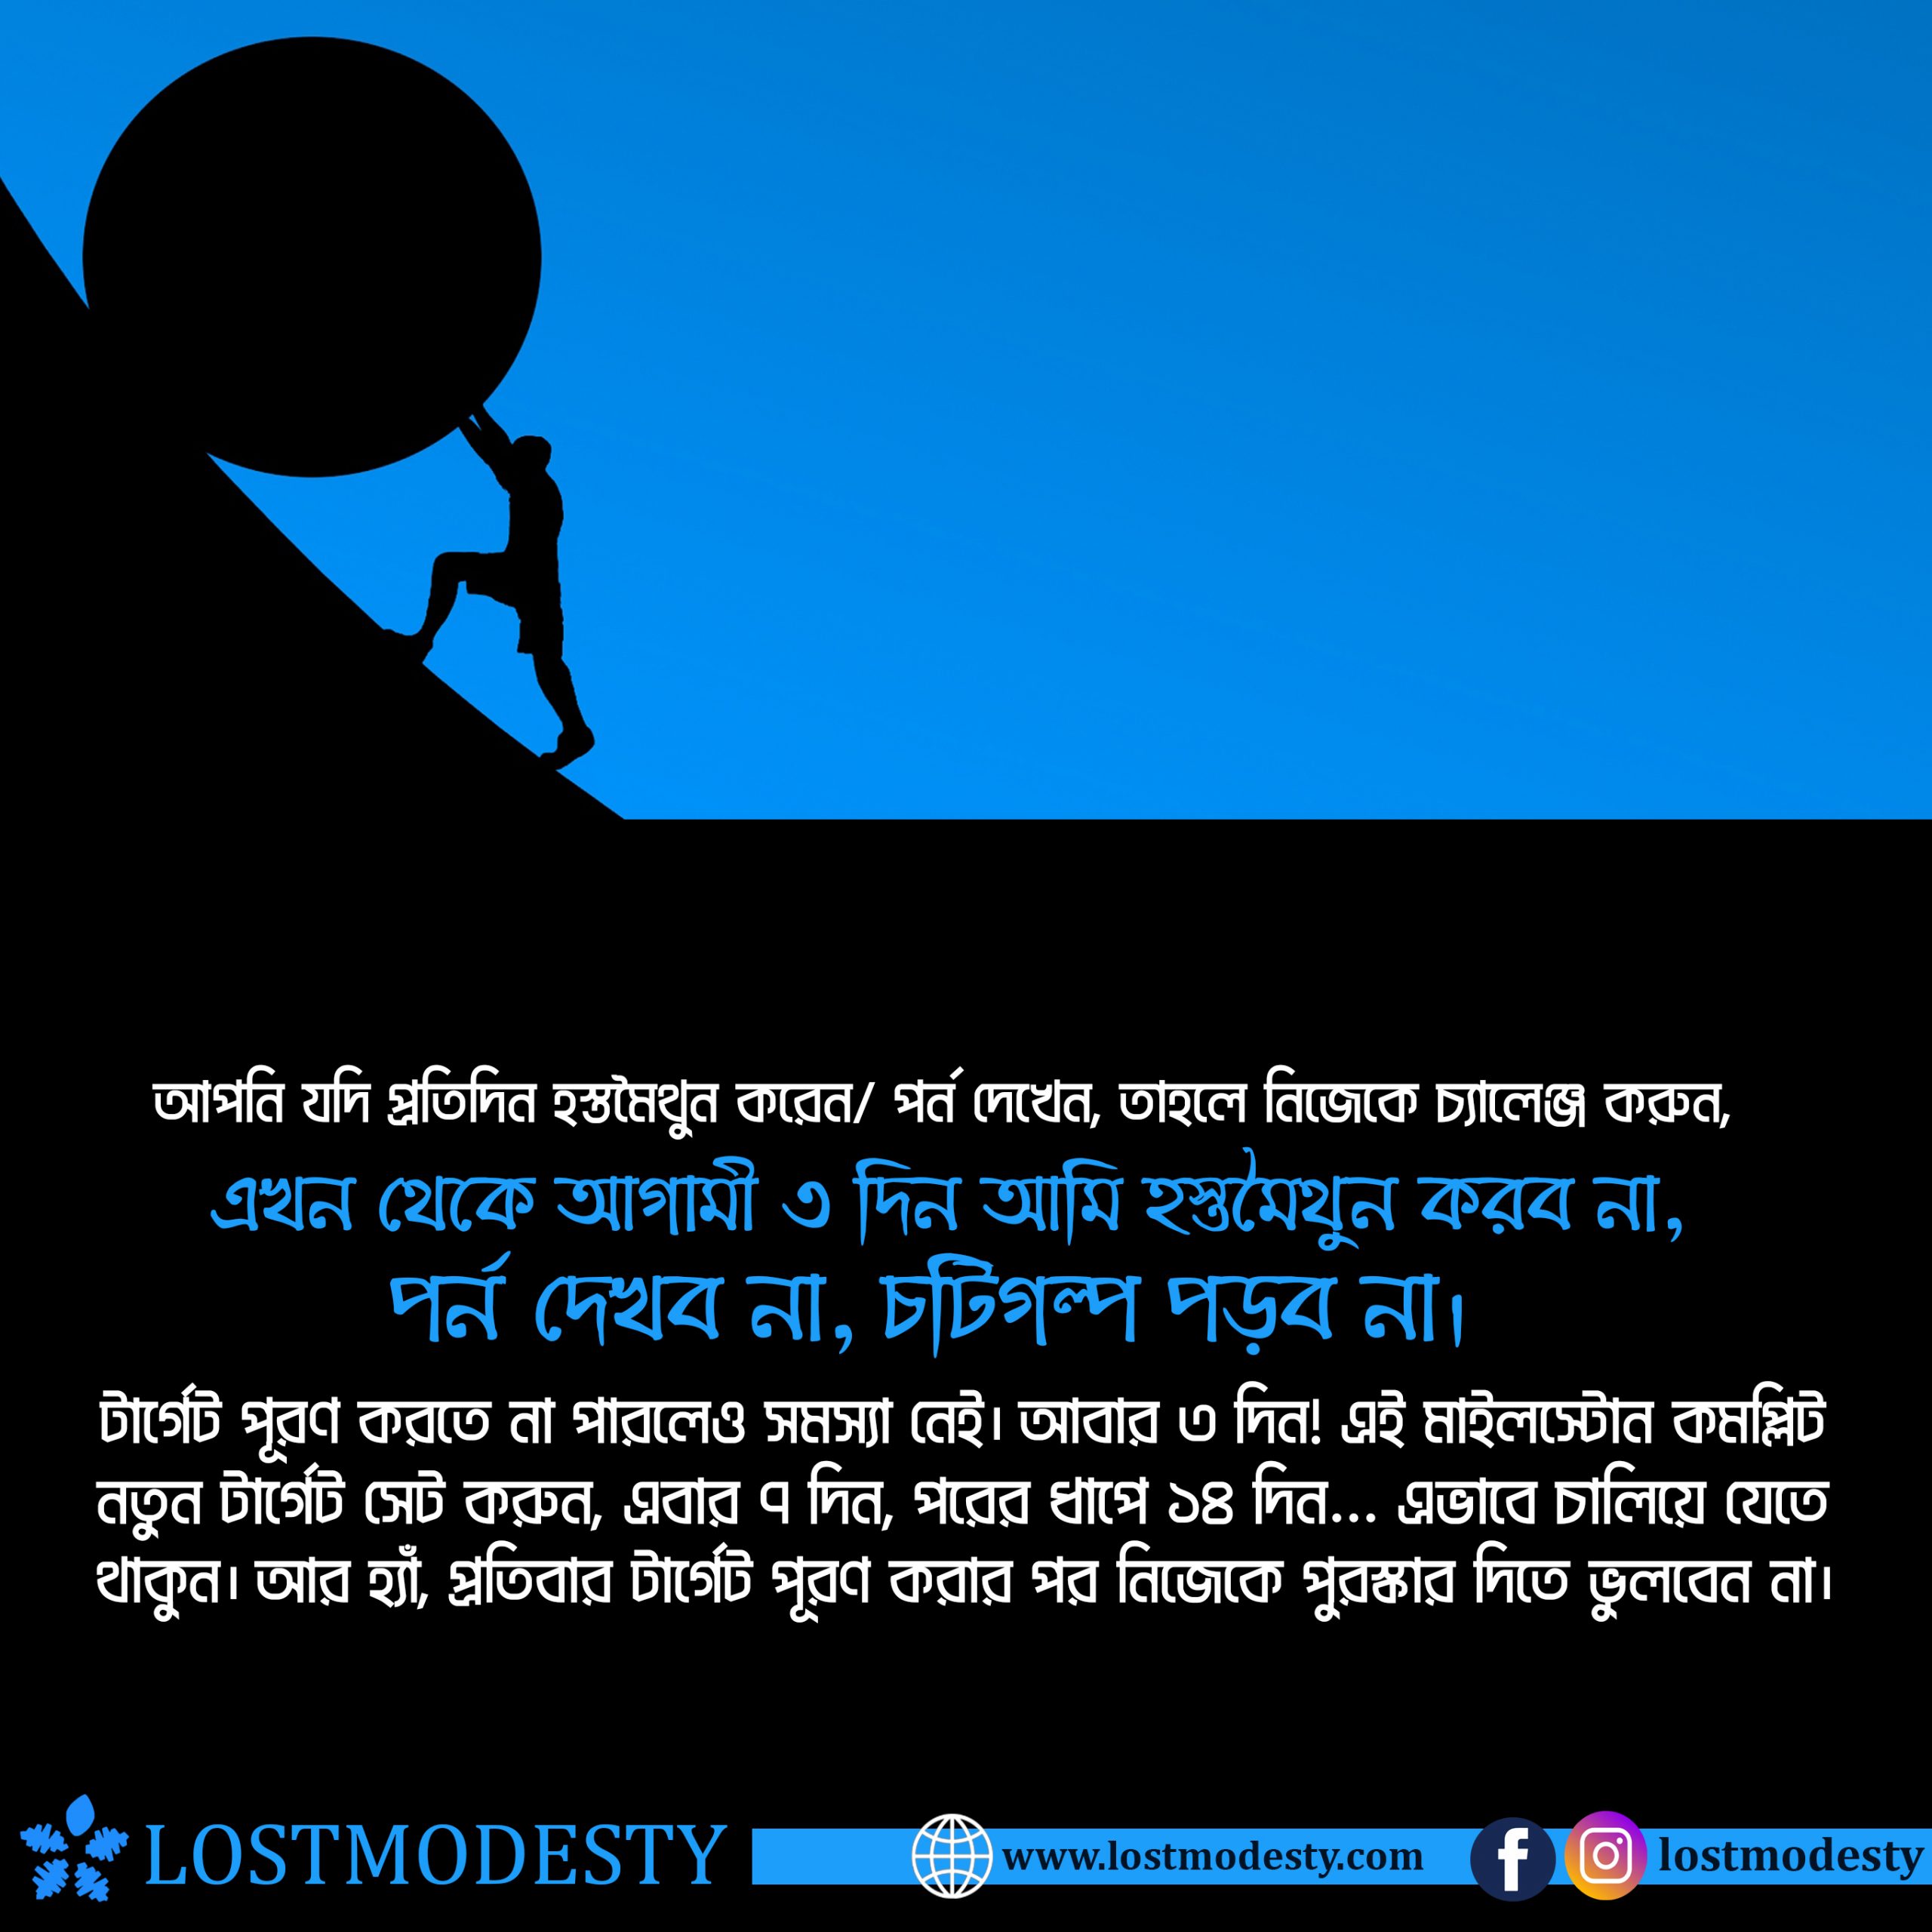 আপনি যদি প্রতিদিন হস্তমৈথুন করেন/ পর্ন দেখেন, তাহলে নিজেকে চ্যালেঞ্জ করুন,
এখন থেকে আগামী ৩ দিন আমি হস্তমৈথুন করব না,
পর্ন দেখব না, চটিগল্প পড়ব না।
টার্গেট পূরণ করতে না পারলেও সমস্যা নেই। আবার ৩ দিন! এই মাইলস্টোন কমপ্লিট
নতুন টার্গেট সেট করুন, এবার ৭ দিন, পরের ধাপে ১৪ দিন... এভাবে চালিয়ে যেতে
থাকুন। আর হ্যাঁ, প্রতিবার টার্গেট পূরণ করার পর নিজেকে পুরস্কার দিতে ভুলবেন না।
LOSTMODESTY www.lostmodesty.com lostmodesty